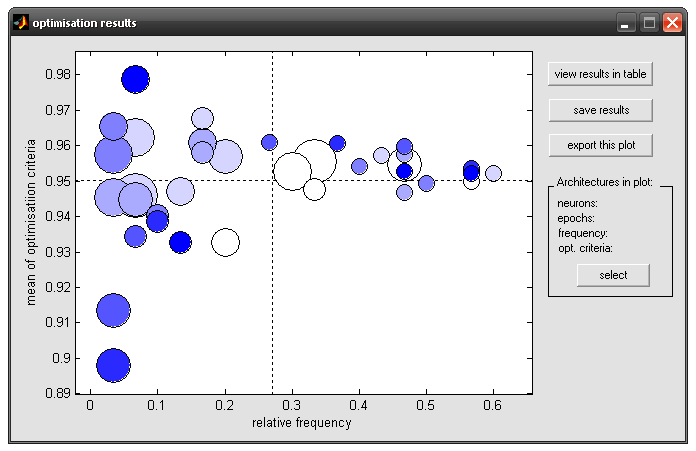 optimisation results
0.98
0.97
0.96
0.95
0.94
0.93
0.92
0.91
0.9
0.89
mean of optimisatiion criteria
0
0.1
0.2
0.3
0.4
0.5
0.6
relative frequency
view results in table
save results
export this plot
Architectures in plot:
neurons:
epochs:
frequency:
opt. criteria:
select